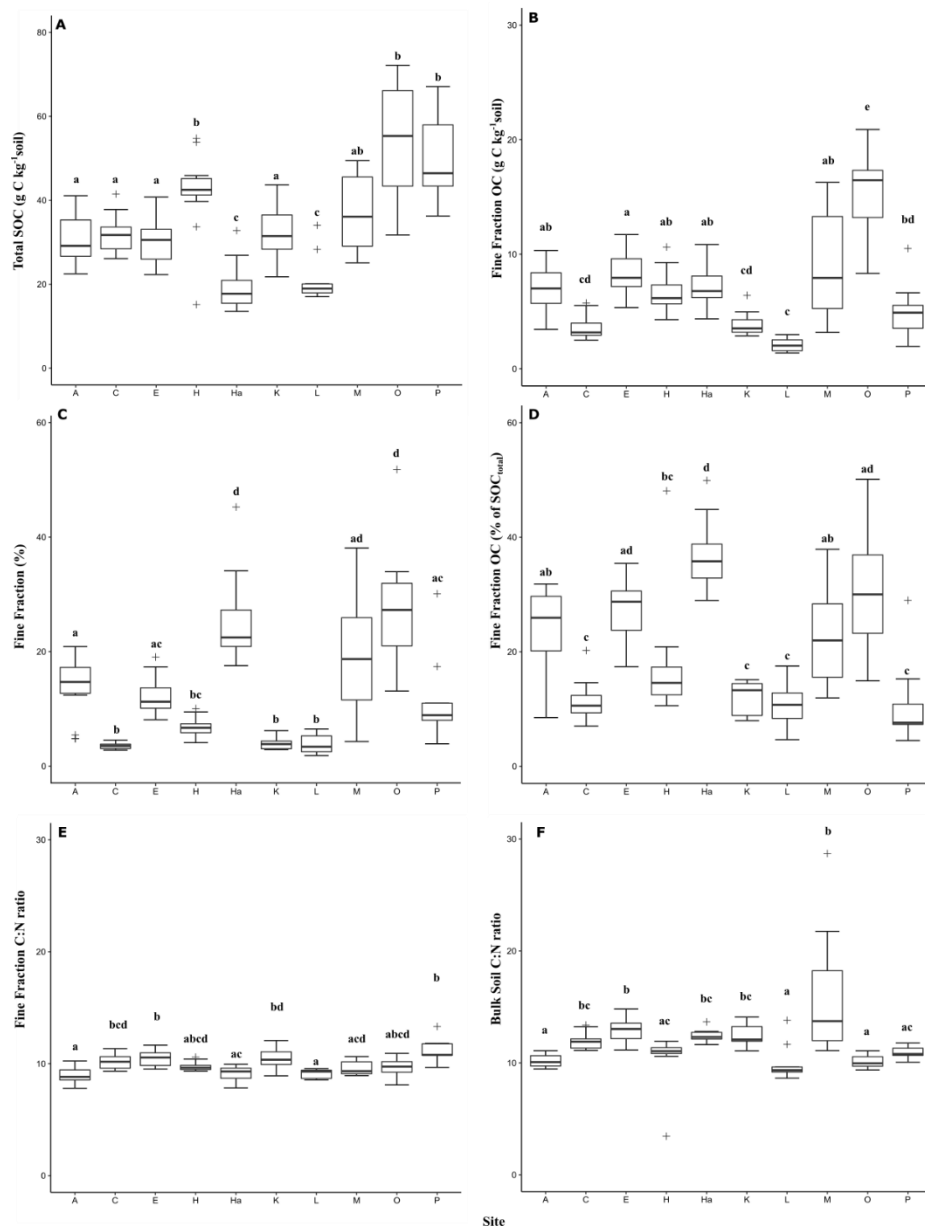 A
80
60
40
20
0
Total SOC (g C kg⁻¹soil)
a
a
a
b
c
a
c
ab
b
b
A C E H Ha K L M O P
B
30
20
10
0
Fine Fraction OC (g C kg⁻¹soil)
ab
cd
a
ab
ab
cd
c
ab
e
bd
A C E H Ha K L M O P
C
60
40
20
0
Fine Fraction (%)
a
b
ac
bc
d
b
b
ad
d
ac
A C E H Ha K L M O P
D
60
40
20
0
Fine Fraction OC (% of SOCtotal)
ab
c
ad
bc
d
c
c
ab
ad
c
A C E H Ha K L M O P
E
30
20
10
0
Fine Fraction C:N ratio
a
bcd
b
abcd
ac
bd
a
acd
abcd
b
A C E H Ha K L M O P
F
30
20
10
0
Bulk Soil C:N ratio
a
bc
b
ac
bc
bc
a
b
a
ac
A C E H Ha K L M O P
Site